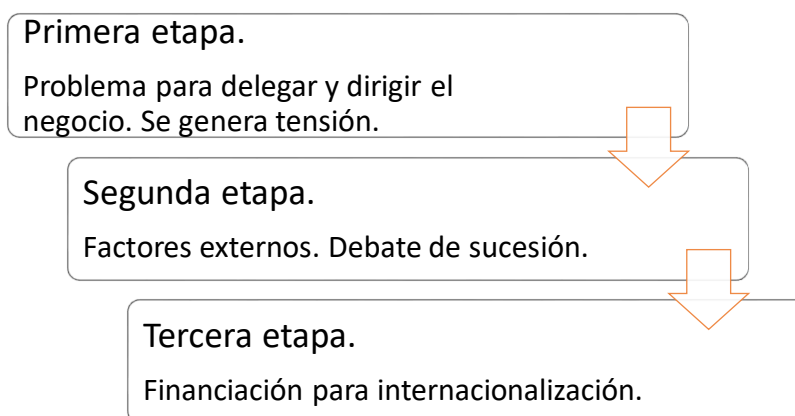 Primera etapa.
Problema para delegar y dirigir el
negocio. Se genera tensión.
Segunda etapa.
Factores externos. Debate de sucesión.
Tercera etapa.
Financiación para internacionalización.